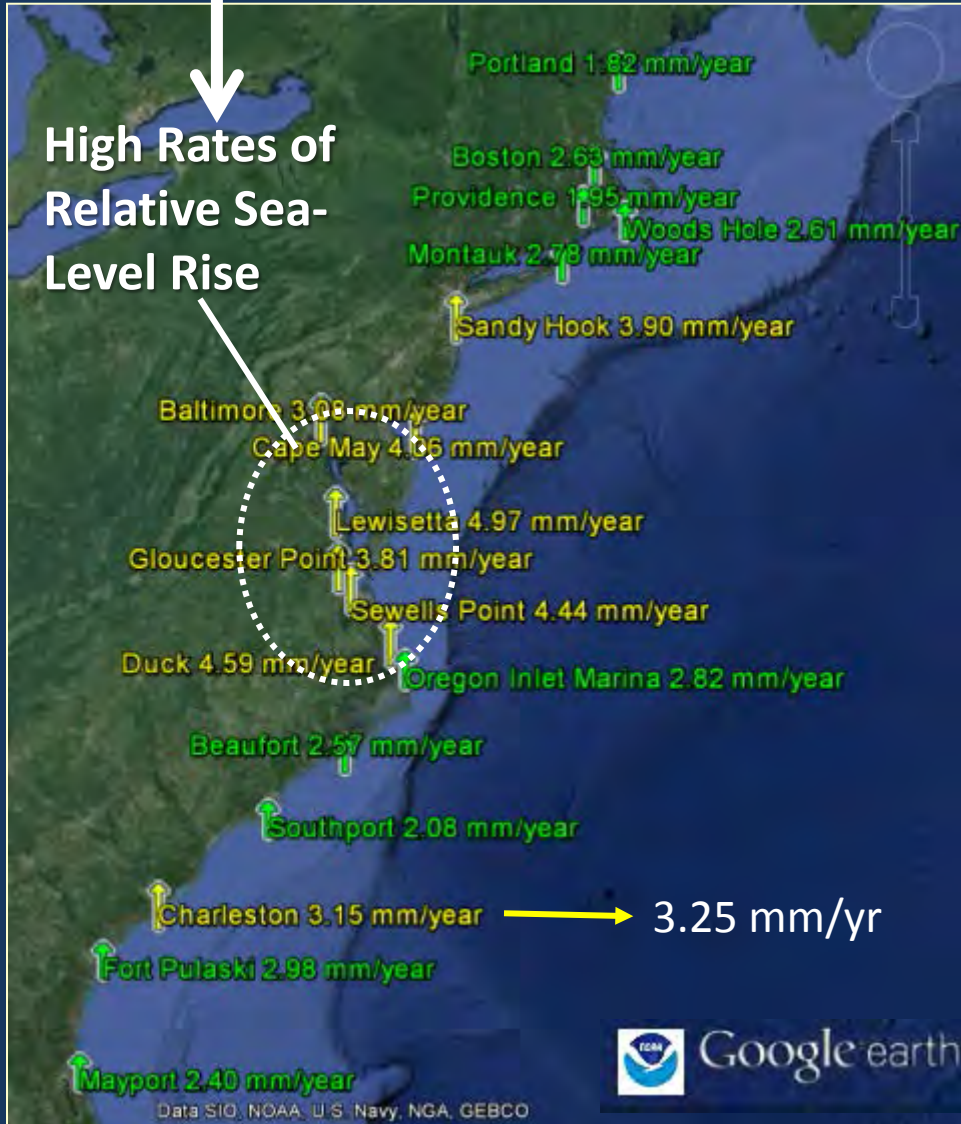 Portland 1.82 mm/year
High Rates of
Relative Sea-
Level Rise
Boston 2.63 mm/year
Providence 1.95 mm/year
Woods Hole 2.61 mm/year
Montauk 2.78 mm/year
Sandy Hook 3.90 mm/year
Baltimore 3.08 mm/year
Cape May 4.06 mm/year
Lewisetta 4.97 mm/year
Gloucester Point 3.81 mm/year
Sewells Point 4.44 mm/year
Duck 4.59 mm/year
Oregon Inlet Marina 2.82 mm/year
Beaufort 2.57 mm/year
Southport 2.08 mm/year
Charleston 3.15 mm/year
3.25 mm/yr
Fort Pulaski 2.98 mm/year
NOAA
Google earth
Mayport 2.40 mm/year
Data SIO, NOAA, U.S. Navy, NGA, GEBCO